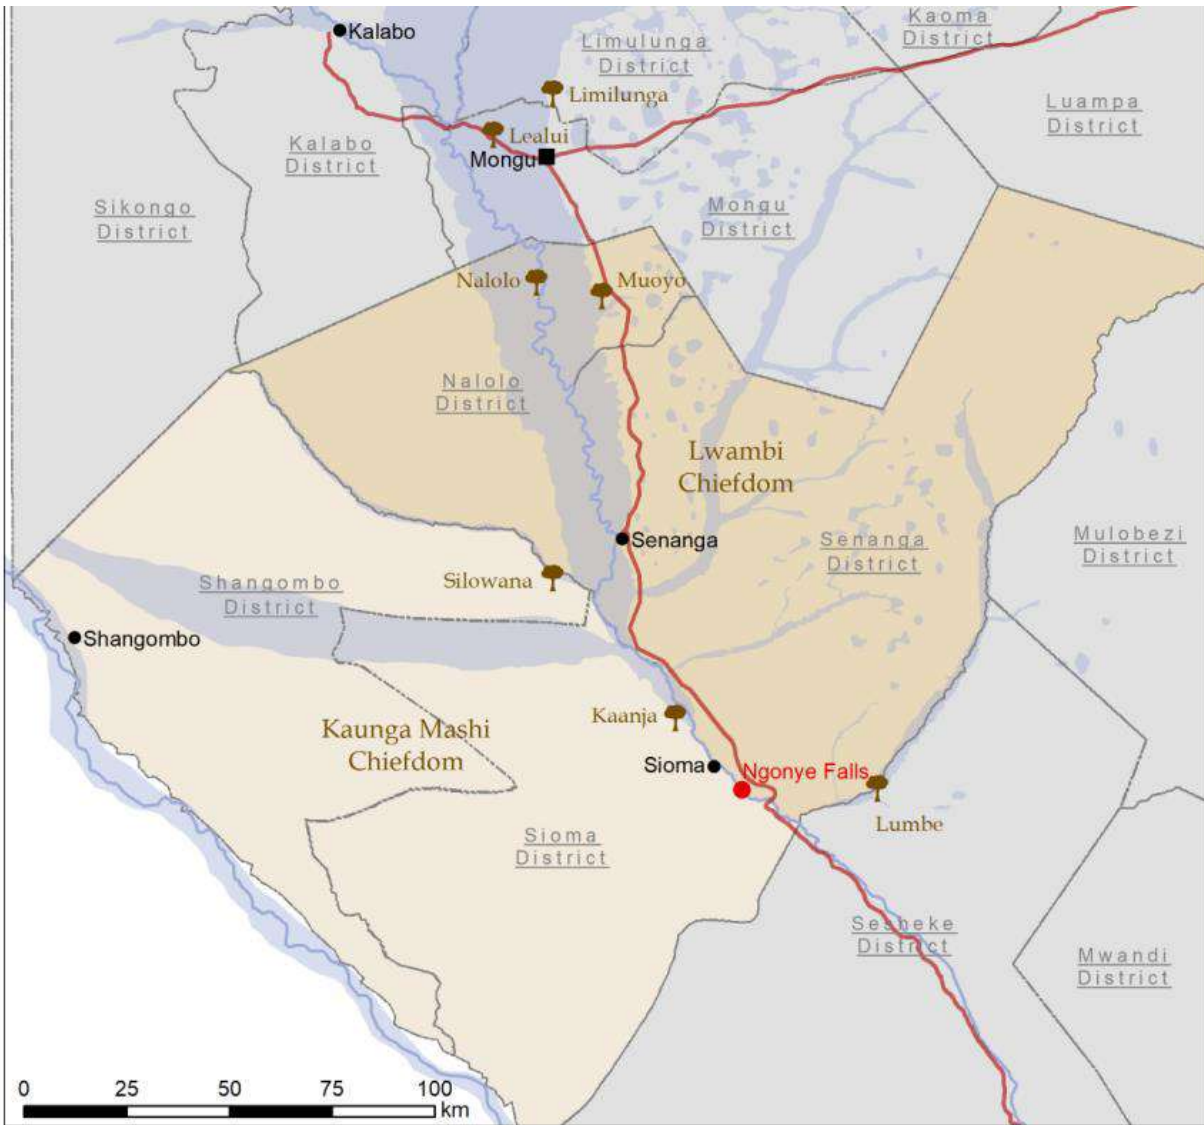 Kalabo
Kaoma
District
Limulunga
District
Limilunga
Luampa
District
Lealui
Mongu
Kalabo
District
Sikongo
District
Mongu
District
Nalolo
Muoyo
Nalolo
District
Lwambi
Chiefdom
Senanga
Senanga
District
Mulobezi
District
Silowana
Shangombo
District
Shangombo
Kaunga Mashi
Chiefdom
Kaanja
Sioma
Ngonye Falls
Lumbe
Sioma
District
Sesheke
District
Mwandi
District
0 25 50 75 100
km